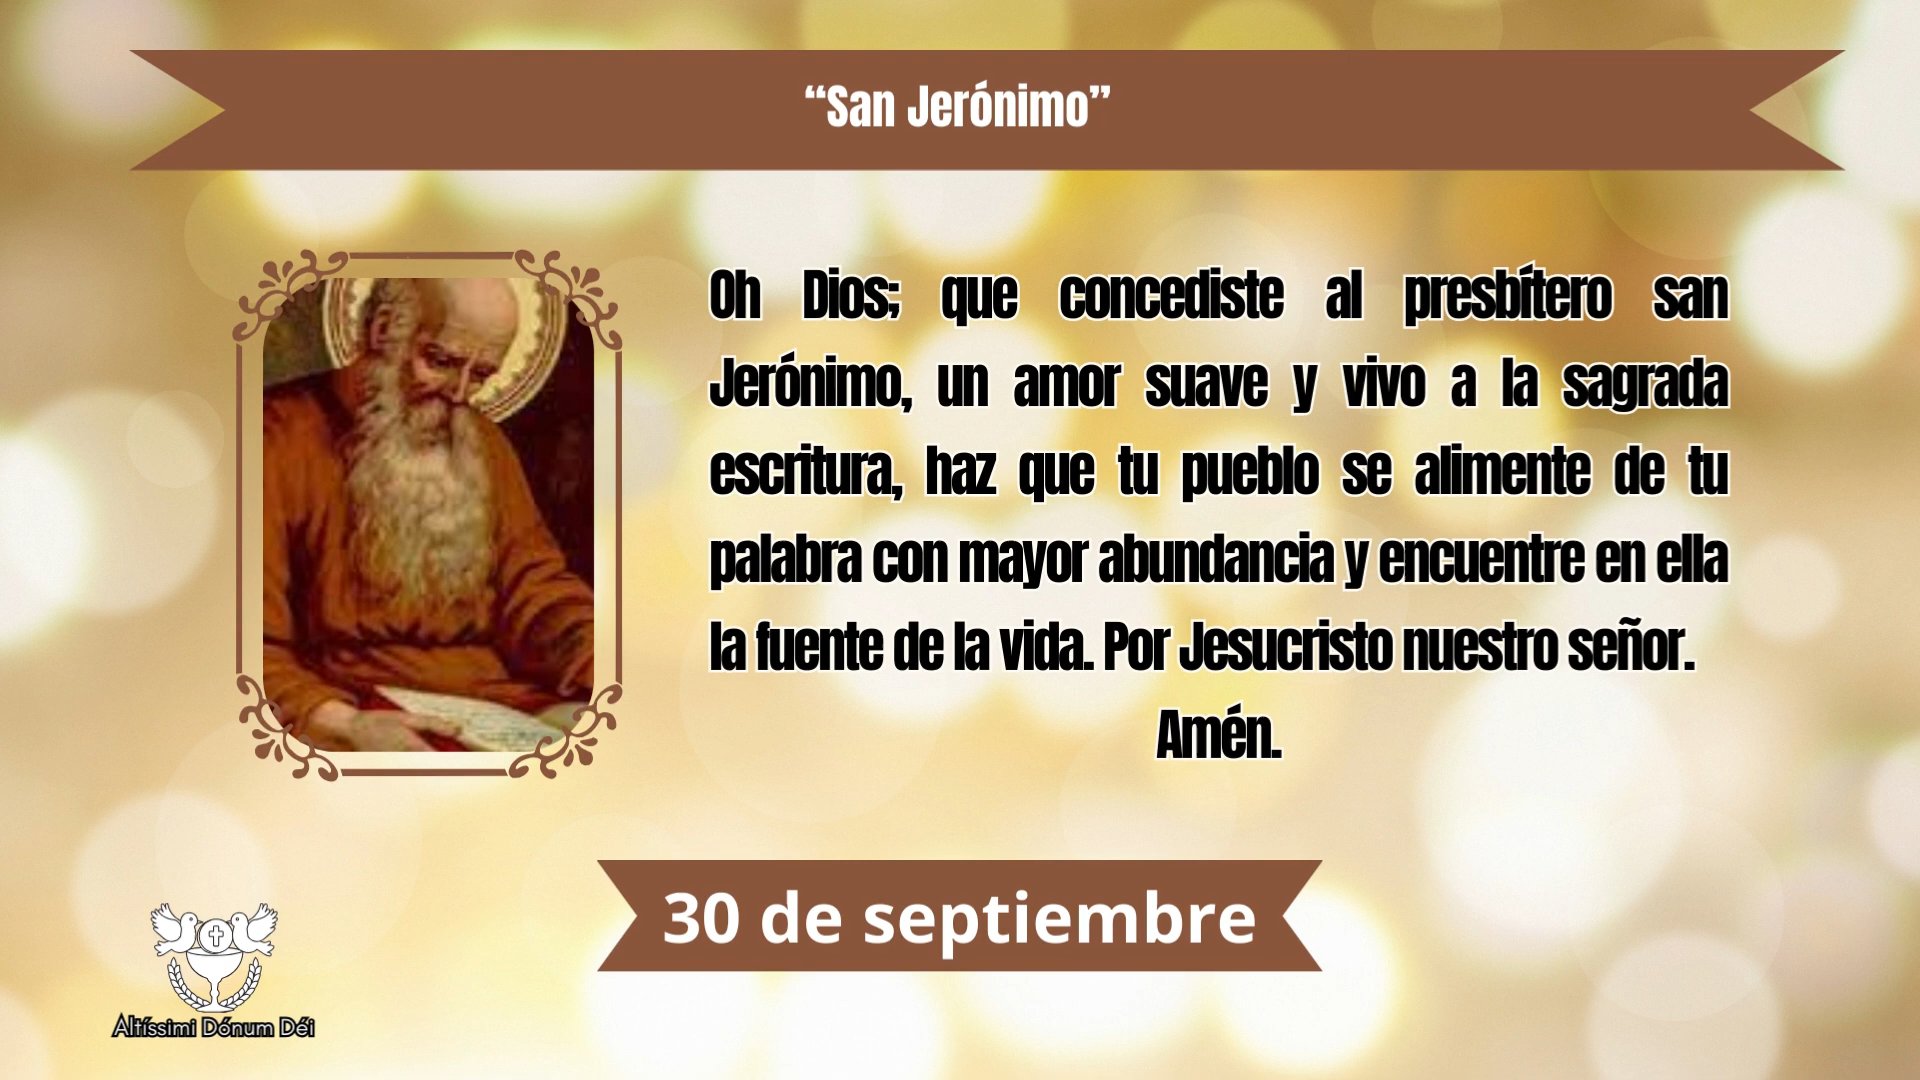 “San Jerónimo”
Oh Dios; que concediste al presbítero san
Jerónimo, un amor suave y vivo a la sagrada
escritura, haz que tu pueblo se alimente de tu
palabra con mayor abundancia y encuentre en ella
la fuente de la vida. Por Jesucristo nuestro señor.
Amén.
30 de septiembre
Altíssimi Dónum Déi